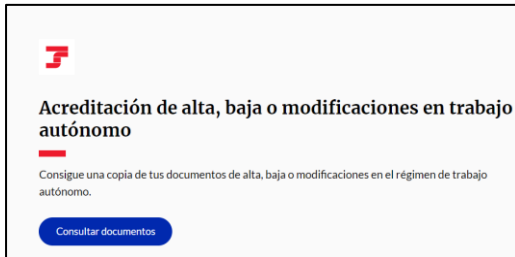 Acreditación de alta, baja o modificaciones en trabajo
autónomo
Consigue una copia de tus documentos de alta, baja o modificaciones en el régimen de trabajo
autónomo.
Consultar documentos